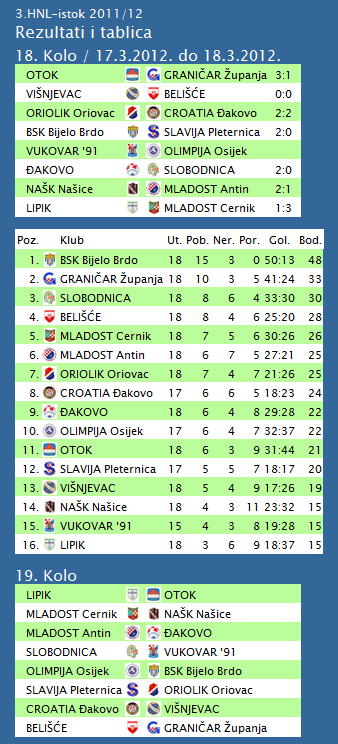 3.HNL-istok 2011/12
Rezultati i tablica
18. Kolo / 17.3.2012. do 18.3.2012.
OTOK GRANIČAR Županja 3:1
VIŠNJEVAC BELIŠĆE 0:0
ORIOLIK Oriovac CROATIA Đakovo 2:2
BSK Bijelo Brdo SLAVIJA Pleternica 2:0
VUKOVAR '91 OLIMPIJA Osijek
ĐAKOVO SLOBODNICA 2:0
NAŠK Našice MLADOST Antin 2:1
LIPIK MLADOST Cernik 1:3
Poz. Klub Ut. Pob. Ner. Por. Gol. Bod.
1. BSK Bijelo Brdo 18 15 3 0 50:13 48
2. GRANIČAR Županja 18 10 3 5 41:24 33
3. SLOBODNICA 18 8 6 4 33:30 30
4. BELIŠĆE 18 8 4 6 25:20 28
5. MLADOST Cernik 18 7 5 6 30:26 26
6. MLADOST Antin 18 6 7 5 27:21 25
7. ORIOLIK Oriovac 18 7 4 7 21:26 25
8. CROATIA Đakovo 17 6 6 5 18:23 24
9. ĐAKOVO 18 6 4 8 29:28 22
10. OLIMPIJA Osijek 17 6 4 7 32:37 22
11. OTOK 18 6 3 9 31:44 21
12. SLAVIJA Pleternica 17 5 5 7 18:17 20
13. VIŠNJEVAC 18 5 4 9 17:26 19
14. NAŠK Našice 18 4 3 11 23:32 15
15. VUKOVAR '91 15 4 3 8 19:28 15
16. LIPIK 18 3 6 9 18:37 15
19. Kolo
LIPIK OTOK
MLADOST Cernik NAŠK Našice
MLADOST Antin ĐAKOVO
SLOBODNICA VUKOVAR '91
OLIMPIJA Osijek BSK Bijelo Brdo
SLAVIJA Pleternica ORIOLIK Oriovac
CROATIA Đakovo VIŠNJEVAC
BELIŠĆE GRANIČAR Županja